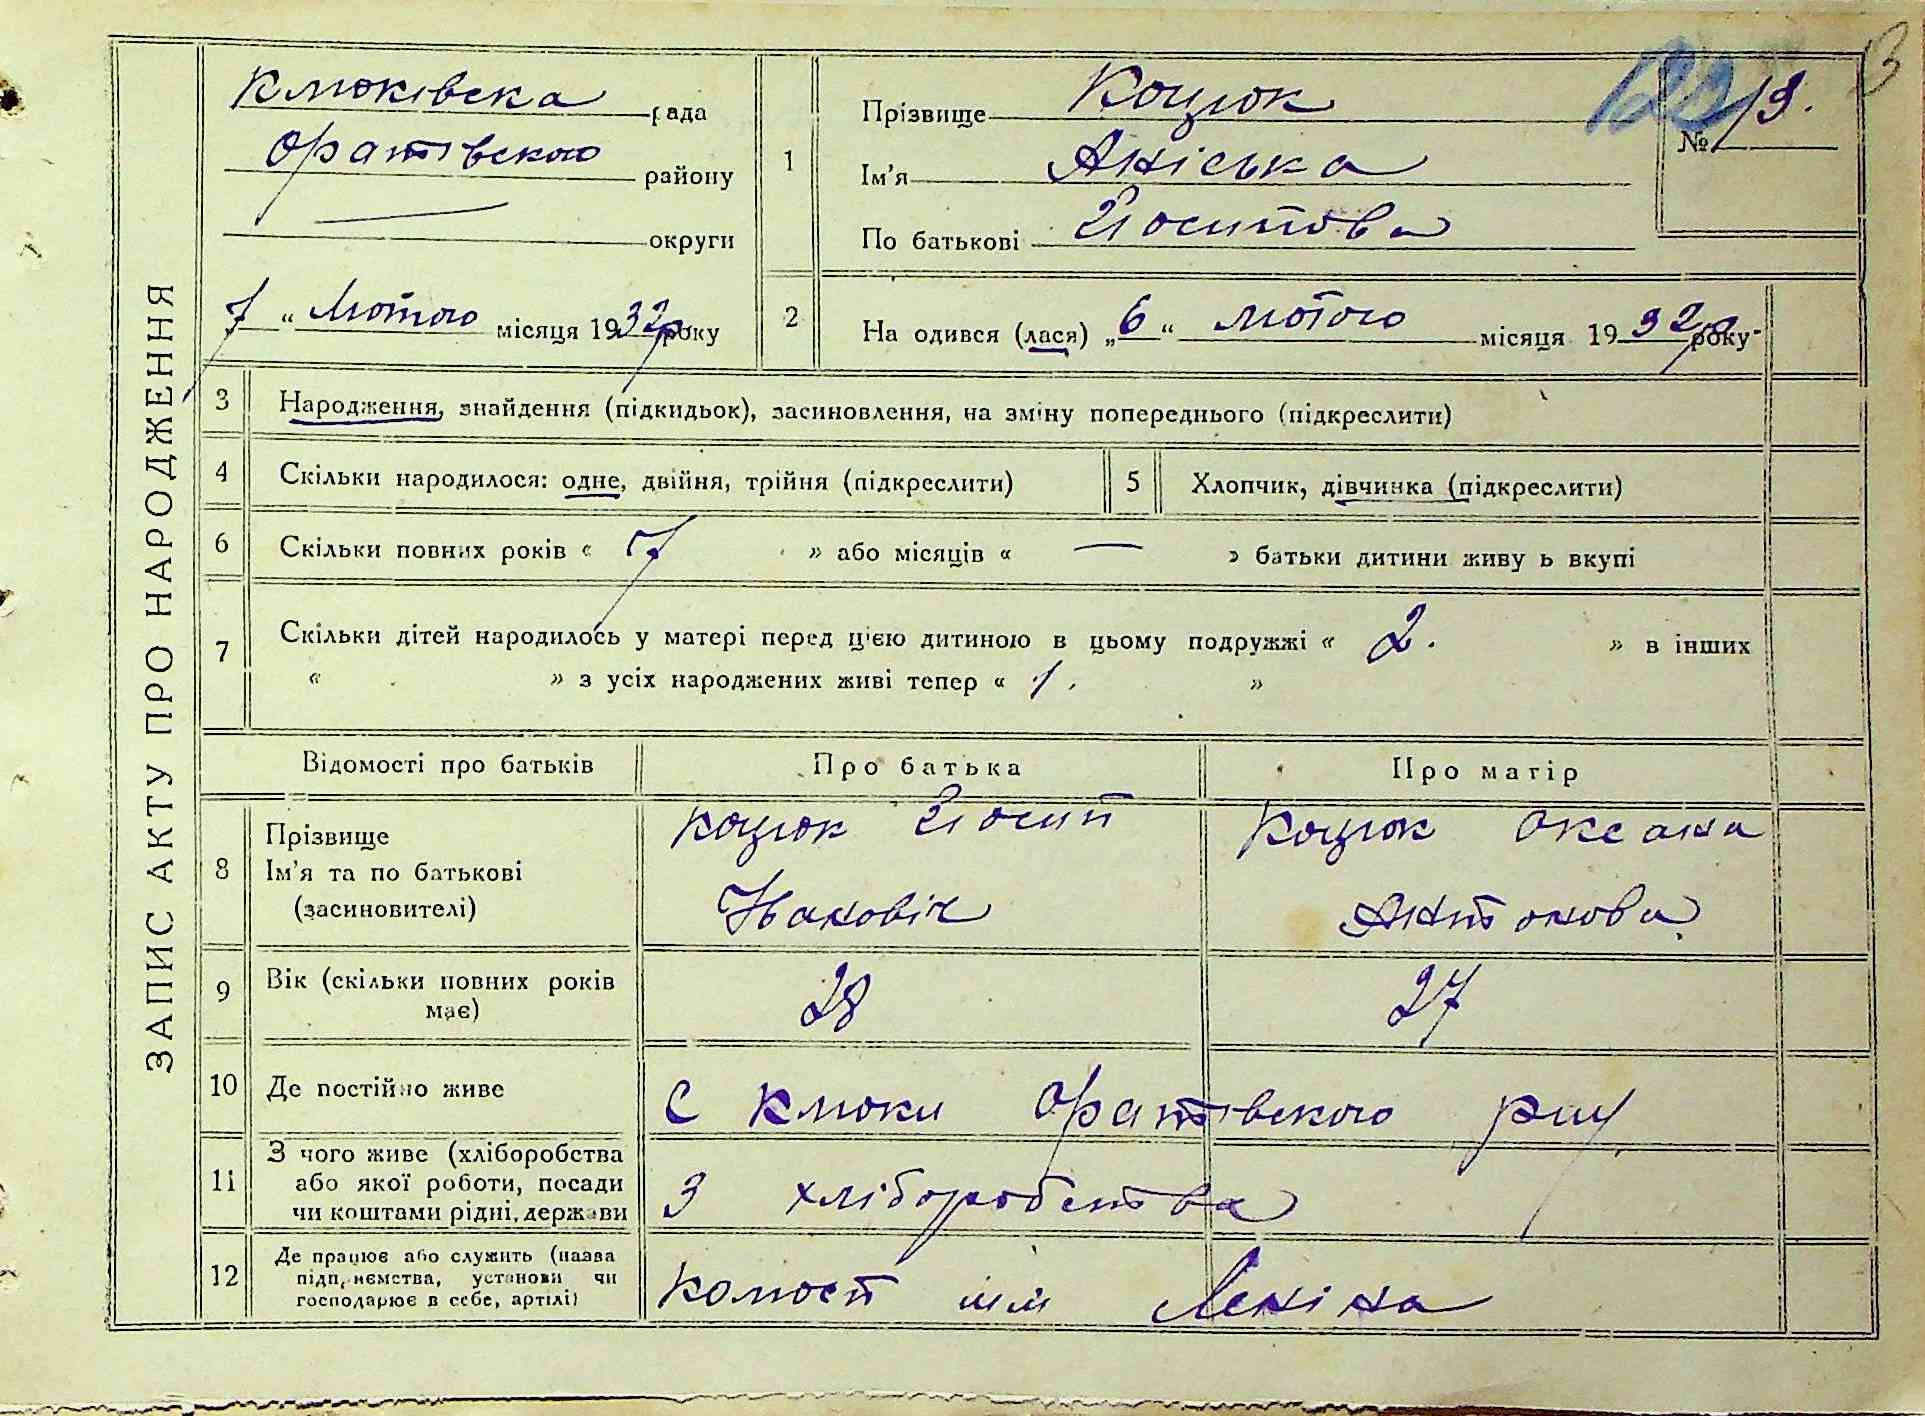 ЗАПИС АКТУ ПРО НАРОДЖЕННЯ
Клюківска рада
Оратівского району
округи
7 " Лютого місяця 1932 р. року
1
Прізвище Коцюк
Ім'я Аніська
По батькові Йосипова
№ 13.
2 На одився (лася) „6“ лютого місяця 1932 р. року
3 Народження, знайдення (підкидьок), засиновлення, на зміну попереднього (підкреслити)
4 Скільки народилося: одне, двійня, трійня (підкреслити) 5 Хлопчик, дівчинка (підкреслити)
6 Скільки повних років « 7 » або місяців « — » батьки дитини живу ь вкупі
7 Скільки дітей народилось у матері перед цією дитиною в цьому подружжі « 2. » в інших
« » з усіх народжених живі тепер « 1. »
Відомості про батьків Про батька Про матір
8 Прізвище
Ім'я та по батькові
(засиновителі)
Коцюк Йосип
Іванович
Коцюк Оксана
Антонова
9 Вік (скільки повних років має) 28 27
10 Де постійно живе С Клюки Оратівского р-ну
11 З чого живе (хліборобства
або якої роботи, посади
чи коштами рідні, держави
З хліборобства
12 Де працює або служить (назва
підприємства, установи чи
господарює в себе, артілі)
Колгосп ім Леніна